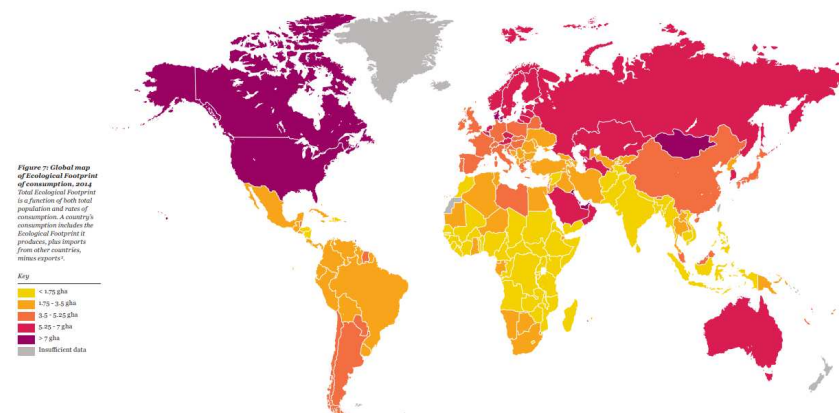 Figure 7: Global map
of Ecological Footprint
of consumption, 2014
Total Ecological Footprint
is a function of both total
population and rates of
consumption. A country's
consumption includes the
Ecological Footprint it
produces, plus imports
from other countries,
minus exports³.
Key
< 1.75 gha
1.75 - 3.5 gha
3.5 - 5.25 gha
5.25 - 7 gha
> 7 gha
Insufficient data